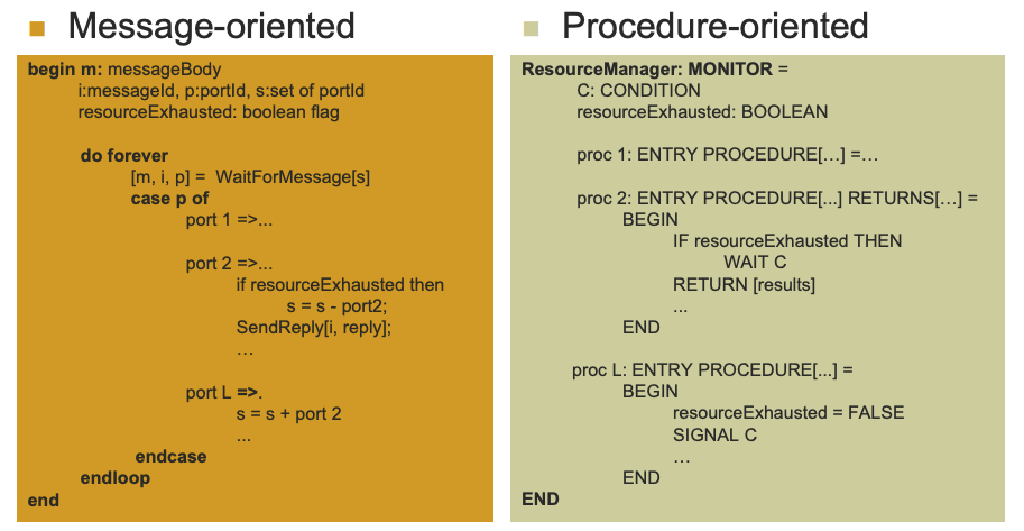 Message-oriented
begin m: messageBody
i:messageId, p:portId, s:set of portId
resourceExhausted: boolean flag
do forever
[m, i, p] = WaitForMessage[s]
case p of
port 1 =>...
port 2 =>...
if resourceExhausted then
s = s - port2;
SendReply[i, reply];
...
port L =>.
s = s + port 2
...
endcase
endloop
end
Procedure-oriented
ResourceManager: MONITOR =
C: CONDITION
resourceExhausted: BOOLEAN
proc 1: ENTRY PROCEDURE[…] =…
proc 2: ENTRY PROCEDURE[...] RETURNS[…] =
BEGIN
IF resourceExhausted THEN
WAIT C
RETURN [results]
...
END
proc L: ENTRY PROCEDURE[...] =
BEGIN
resourceExhausted = FALSE
SIGNAL C
…
END
END